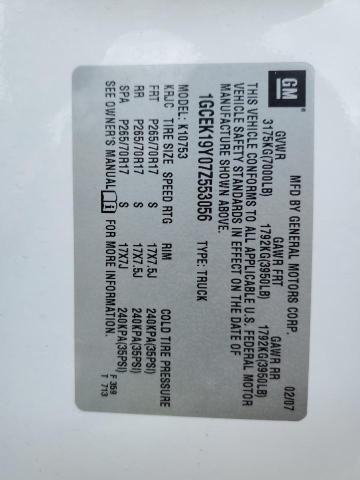 GM
MFD BY GENERAL MOTORS CORP. 02/07
GVWR GAWR FRT GAWR RR
3175KG(7000LB) 1792KG(3950LB) 1792KG(3950LB)
THIS VEHICLE CONFORMS TO ALL APPLICABLE U.S. FEDERAL MOTOR
VEHICLE SAFETY STANDARDS IN EFFECT ON THE DATE OF
MANUFACTURE SHOWN ABOVE.
1GCEK19Y07Z553056 TYPE: TRUCK
MODEL: K10753
KRJC TIRE SIZE SPEED RTG RIM COLD TIRE PRESSURE
FRT P265/70R17 S 17X7.5J 240KPA(35PSI)
RR P265/70R17 S 17X7.5J 240KPA(35PSI)
SPA P265/70R17 S 17X7J 240KPA(35PSI)
SEE OWNER'S MANUAL FOR MORE INFORMATION. F 359
T 713